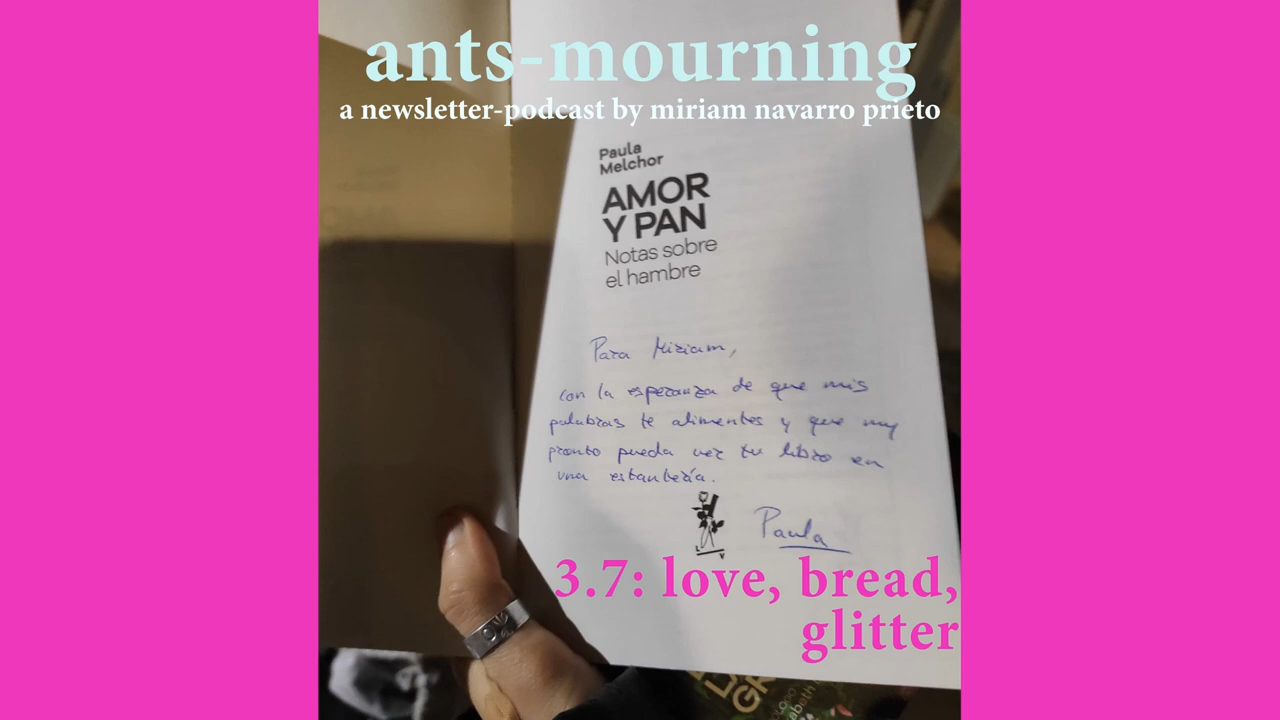 ants-mourning
a newsletter-podcast by miriam navarro prieto
Paula
Melchor
AMOR
Y PAN
Notas sobre
el hambre
Para Miriam,
con la esperanza de que mis
palabras te alimenten y que muy
pronto pueda ver tu libro en
una estantería.
Paula
3.7: love, bread,
glitter